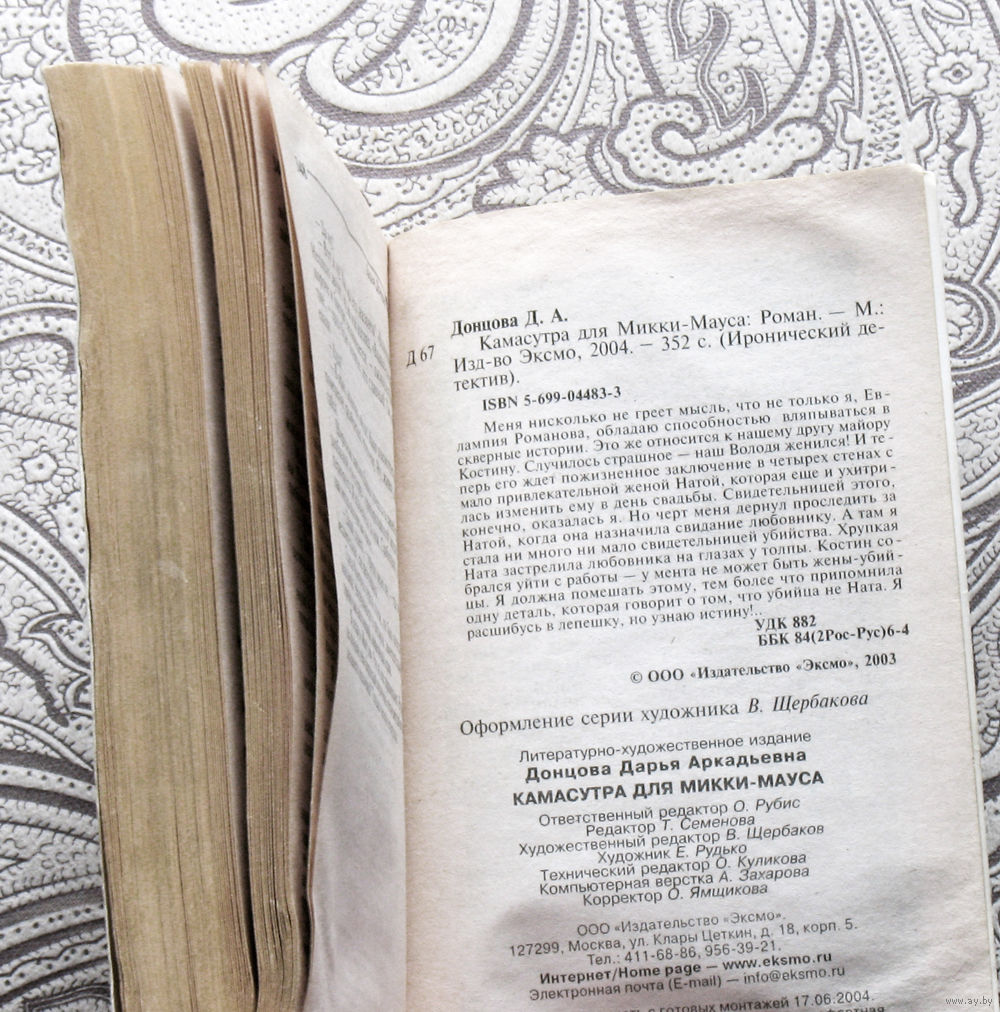 Донцова Д. А.
Д 67
Камасутра для Микки-Мауса: Роман. — М.:
Изд-во Эксмо, 2004. — 352 с. (Иронический де-
тектив).
ISBN 5-699-04483-3
Меня нисколько не греет мысль, что не только я, Ев-
лампия Романова, обладаю способностью вляпываться в
скверные истории. Это же относится к нашему другу майору
Костину. Случилось страшное — наш Володя женился! И те-
перь его ждет пожизненное заключение в четырех стенах с
мало привлекательной женой Натой, которая еще и ухитри-
лась изменить ему в день свадьбы. Свидетельницей этого,
конечно, оказалась я. Но черт меня дернул проследить за
Натой, когда она назначила свидание любовнику. А там я
стала ни много ни мало свидетельницей убийства. Хрупкая
Ната застрелила любовника на глазах у толпы. Костин со-
брался уйти с работы — у мента не может быть жены-убий-
цы. Я должна помешать этому, тем более что припомнила
одну деталь, которая говорит о том, что убийца не Ната. Я
расшибусь в лепешку, но узнаю истину!..
УДК 882
ББК 84(2Рос-Рус)6-4
© ООО «Издательство «Эксмо», 2003
Оформление серии художника В. Щербакова
Литературно-художественное издание
Донцова Дарья Аркадьевна
КАМАСУТРА ДЛЯ МИККИ-МАУСА
Ответственный редактор О. Рубис
Редактор Т. Семенова
Художественный редактор В. Щербаков
Художник Е. Рудько
Технический редактор О. Куликова
Компьютерная верстка А. Захарова
Корректор О. Ямщикова
ООО «Издательство «Эксмо».
127299, Москва, ул. Клары Цеткин, д. 18, корп. 5.
Тел.: 411-68-86, 956-39-21.
Интернет/Home page — www.eksmo.ru
Электронная почта (E-mail) — info@eksmo.ru
с готовых монтажей 17.06.2004.
www.ay.by